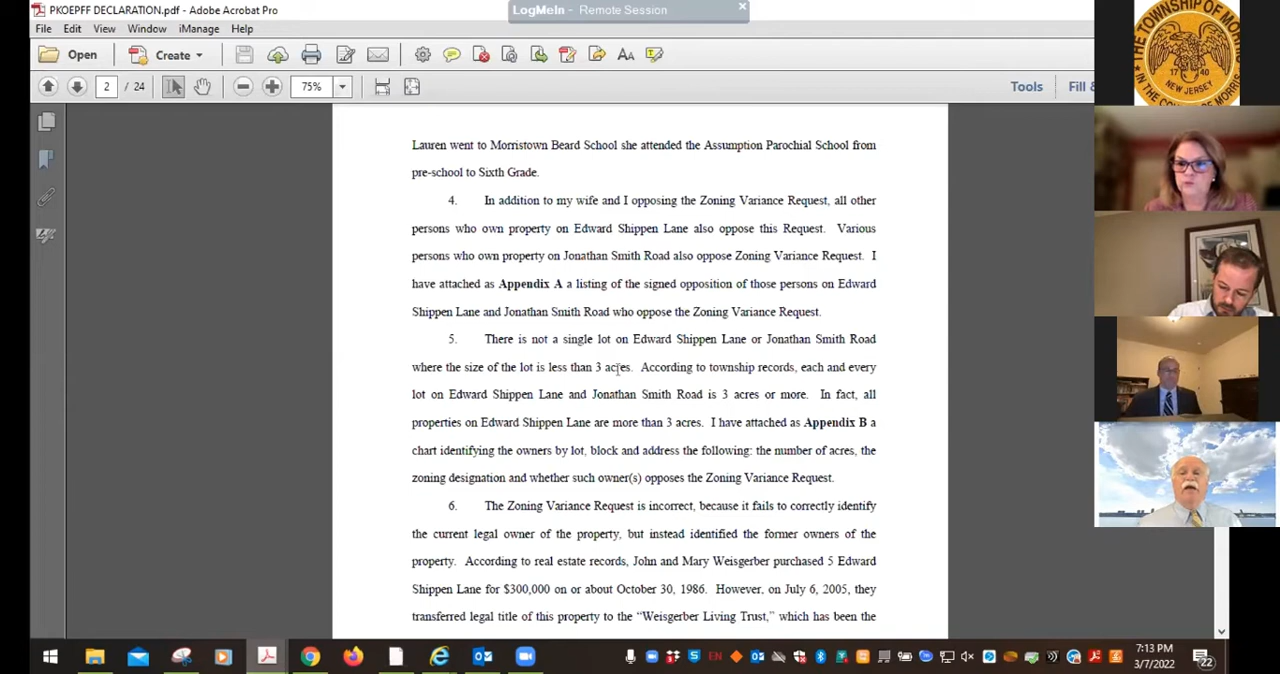 PKOEPFF DECLARATION.pdf - Adobe Acrobat Pro
LogMeIn - Remote Session
File Edit View Window iManage Help
Open Create
2 / 24 75% Tools Fill &
Lauren went to Morristown Beard School she attended the Assumption Parochial School from
pre-school to Sixth Grade.
4. In addition to my wife and I opposing the Zoning Variance Request, all other
persons who own property on Edward Shippen Lane also oppose this Request. Various
persons who own property on Jonathan Smith Road also oppose Zoning Variance Request. I
have attached as Appendix A a listing of the signed opposition of those persons on Edward
Shippen Lane and Jonathan Smith Road who oppose the Zoning Variance Request.
5. There is not a single lot on Edward Shippen Lane or Jonathan Smith Road
where the size of the lot is less than 3 acres. According to township records, each and every
lot on Edward Shippen Lane and Jonathan Smith Road is 3 acres or more. In fact, all
properties on Edward Shippen Lane are more than 3 acres. I have attached as Appendix B a
chart identifying the owners by lot, block and address the following: the number of acres, the
zoning designation and whether such owner(s) opposes the Zoning Variance Request.
6. The Zoning Variance Request is incorrect, because it fails to correctly identify
the current legal owner of the property, but instead identified the former owners of the
property. According to real estate records, John and Mary Weisgerber purchased 5 Edward
Shippen Lane for $300,000 on or about October 30, 1986. However, on July 6, 2005, they
transferred legal title of this property to the “Weisgerber Living Trust,” which has been the
THE TOWNSHIP OF MORRIS
17 40
NEW JERSEY
IN THE COUNTY OF MORRIS
7:13 PM
3/7/2022
22